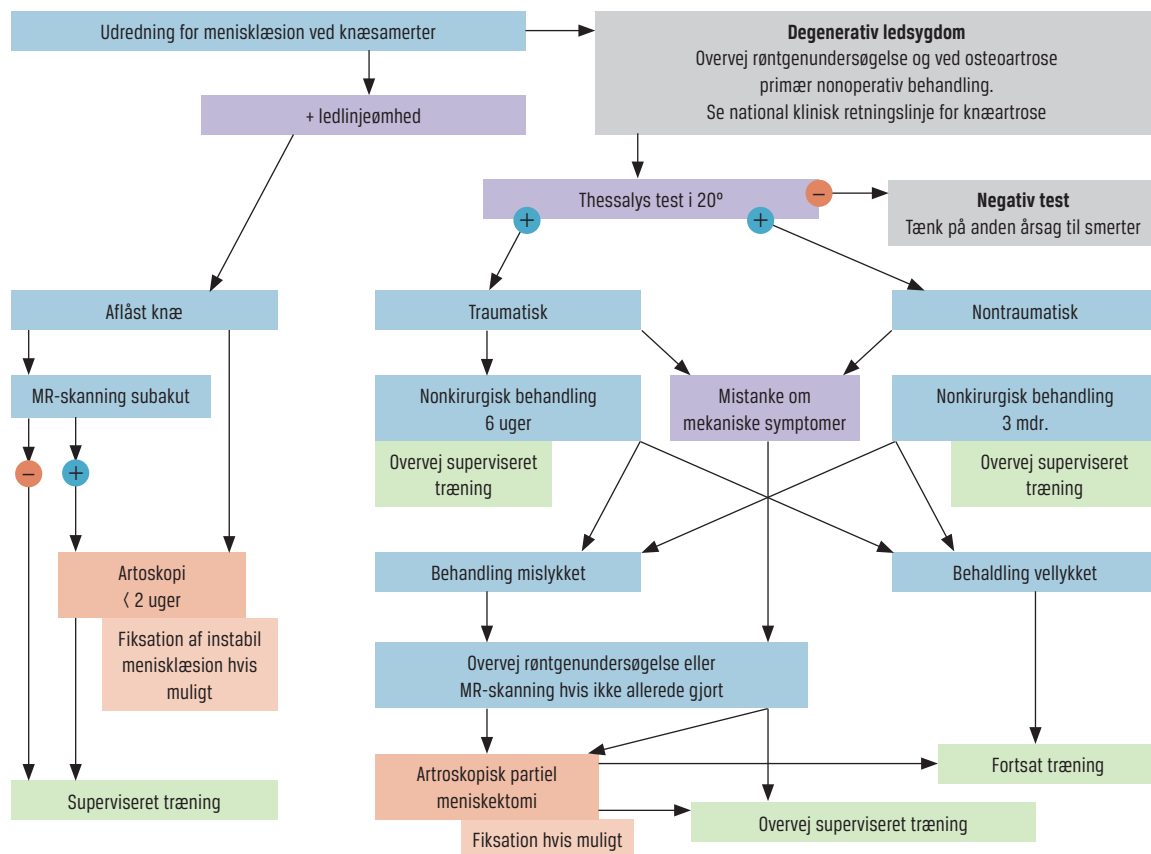 Udredning for menisklæsion ved knæsamerter
Degenerativ ledsygdom
Overvej røntgenundersøgelse og ved osteoartrose
primær nonoperativ behandling.
Se national klinisk retningslinje for knæartrose
+ ledlinjeømhed
Thessalys test i 20º
–
+
+
Negativ test
Tænk på anden årsag til smerter
Aflåst knæ
Traumatisk
Nontraumatisk
MR-skanning subakut
Nonkirurgisk behandling
6 uger
Mistanke om
mekaniske symptomer
Nonkirurgisk behandling
3 mdr.
–
+
Overvej superviseret
træning
Overvej superviseret
træning
Artoskopi
< 2 uger
Fiksation af instabil
menisklæsion hvis
muligt
Behandling mislykket
Behaldling vellykket
Overvej røntgenundersøgelse eller
MR-skanning hvis ikke allerede gjort
Artroskopisk partiel
meniskektomi
Fiksation hvis muligt
Fortsat træning
Superviseret træning
Overvej superviseret træning